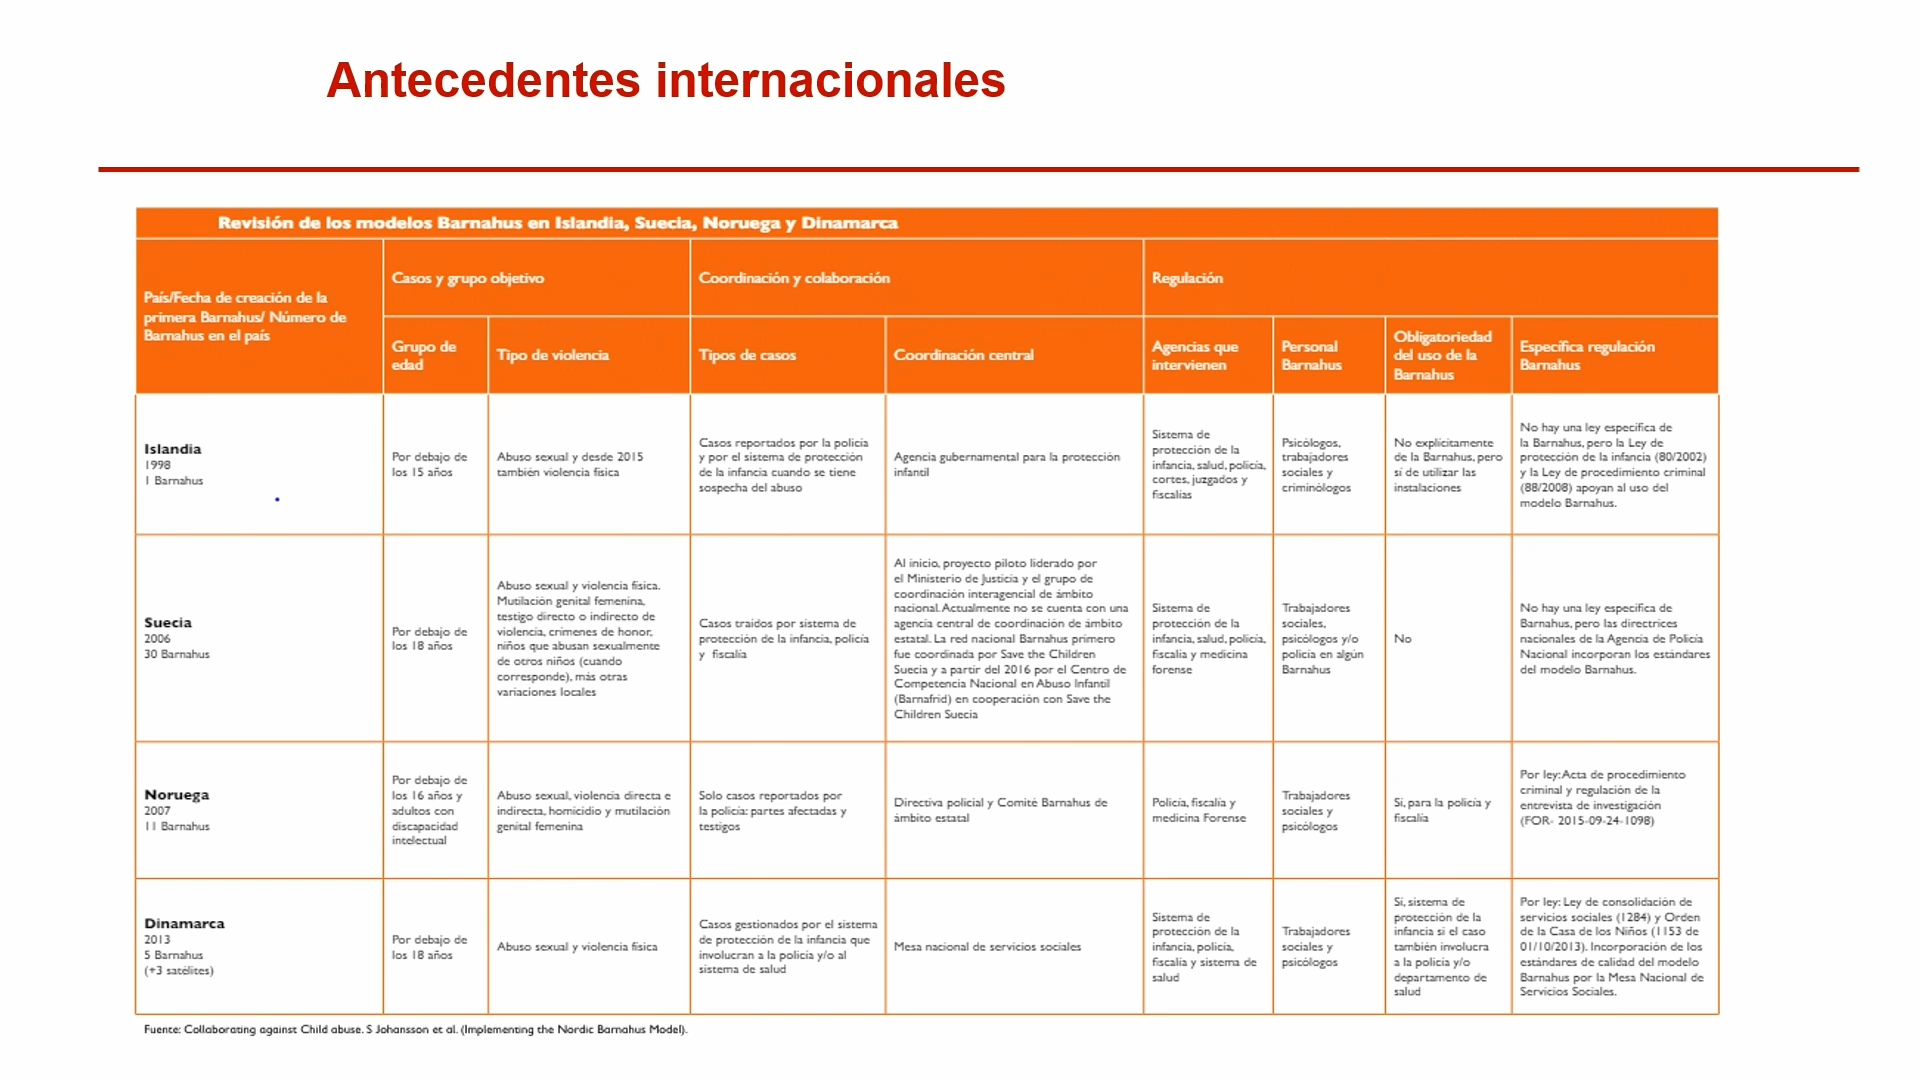 Antecedentes internacionales
Revisión de los modelos Barnahus en Islandia, Suecia, Noruega y Dinamarca
País/Fecha de creación de la
primera Barnahus/ Número de
Barnahus en el país
Casos y grupo objetivo
Coordinación y colaboración
Regulación
Grupo de
edad
Tipo de violencia
Tipos de casos
Coordinación central
Agencias que
intervienen
Personal
Barnahus
Obligatoriedad
del uso de la
Barnahus
Específica regulación
Barnahus
Islandia
1998
1 Barnahus
Por debajo de
los 15 años
Abuso sexual y desde 2015
también violencia física
Casos reportados por la policía
y por el sistema de protección
de la infancia cuando se tiene
sospecha del abuso
Agencia gubernamental para la protección
infantil
Sistema de
protección de la
infancia, salud, policía,
cortes, juzgados y
fiscalías
Psicólogos,
trabajadores
sociales y
criminólogos
No explícitamente
de la Barnahus, pero
sí de utilizar las
instalaciones
No hay una ley específica de
la Barnahus, pero la Ley de
protección de la infancia (80/2002)
y la Ley de procedimiento criminal
(88/2008) apoyan al uso del
modelo Barnahus.
Suecia
2006
30 Barnahus
Por debajo de
los 18 años
Abuso sexual y violencia física.
Mutilación genital femenina,
testigo directo o indirecto de
violencia, crímenes de honor,
niños que abusan sexualmente
de otros niños (cuando
corresponde), más otras
variaciones locales
Casos traídos por sistema de
protección de la infancia, policía
y fiscalía
Al inicio, proyecto piloto liderado por
el Ministerio de Justicia y el grupo de
coordinación interagencial de ámbito
nacional. Actualmente no se cuenta con una
agencia central de coordinación de ámbito
estatal. La red nacional Barnahus primero
fue coordinada por Save the Children
Suecia y a partir del 2016 por el Centro de
Competencia Nacional en Abuso Infantil
(Barnafrid) en cooperación con Save the
Children Suecia
Sistema de
protección de la
infancia, salud, policía,
fiscalía y medicina
forense
Trabajadores
sociales,
psicólogos y/o
policía en algún
Barnahus
No
No hay una ley específica de
Barnahus, pero las directrices
nacionales de la Agencia de Policía
Nacional incorporan los estándares
del modelo Barnahus.
Noruega
2007
11 Barnahus
Por debajo de
los 16 años y
adultos con
discapacidad
intelectual
Abuso sexual, violencia directa e
indirecta, homicidio y mutilación
genital femenina
Solo casos reportados por
la policía: partes afectadas y
testigos
Directiva policial y Comité Barnahus de
ámbito estatal
Policía, fiscalía y
medicina Forense
Trabajadores
sociales y
psicólogos
Sí, para la policía y
fiscalía
Por ley: Acta de procedimiento
criminal y regulación de la
entrevista de investigación
(FOR- 2015-09-24-1098)
Dinamarca
2013
5 Barnahus
(+3 satélites)
Por debajo de
los 18 años
Abuso sexual y violencia física
Casos gestionados por el sistema
de protección de la infancia que
involucran a la policía y/o al
sistema de salud
Mesa nacional de servicios sociales
Sistema de
protección de la
infancia, policía,
fiscalía y sistema de
salud
Trabajadores
sociales y
psicólogos
Sí, sistema de
protección de la
infancia si el caso
también involucra
a la policía y/o
departamento de
salud
Por ley: Ley de consolidación de
servicios sociales (1284) y Orden
de la Casa de los Niños (1153 de
01/10/2013). Incorporación de los
estándares de calidad del modelo
Barnahus por la Mesa Nacional de
Servicios Sociales.
Fuente: Collaborating against Child abuse. S Johansson et al. (Implementing the Nordic Barnahus Model).